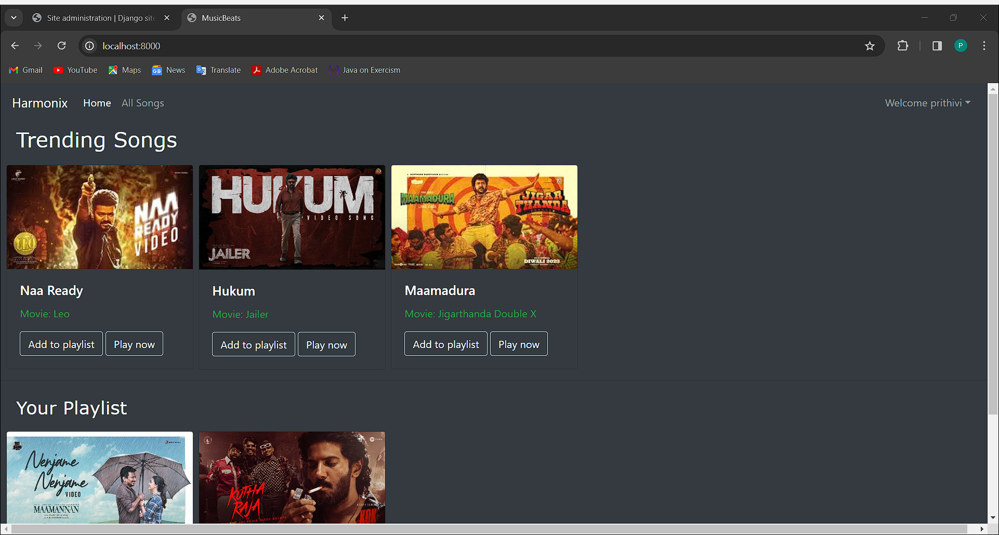 Site administration | Django site
MusicBeats
localhost:8000
P
Gmail
YouTube
Maps
News
Translate
Adobe Acrobat
Java on Exercism
Harmonix
Home
All Songs
Welcome prithivi
Trending Songs
NAA
READY
VIDEO
LEO
HUKUM
VIDEO SONG
JAILER
MAAMADURA
LYRIC VIDEO
JIGAR
THANDA
DIWALI 2023
Naa Ready
Hukum
Maamadura
Movie: Leo
Movie: Jailer
Movie: Jigarthanda Double X
Add to playlist
Play now
Add to playlist
Play now
Add to playlist
Play now
Your Playlist
Nenjame
Nenjame
VIDEO
MAAMANNAN
KOTHA
RAJA
KOK